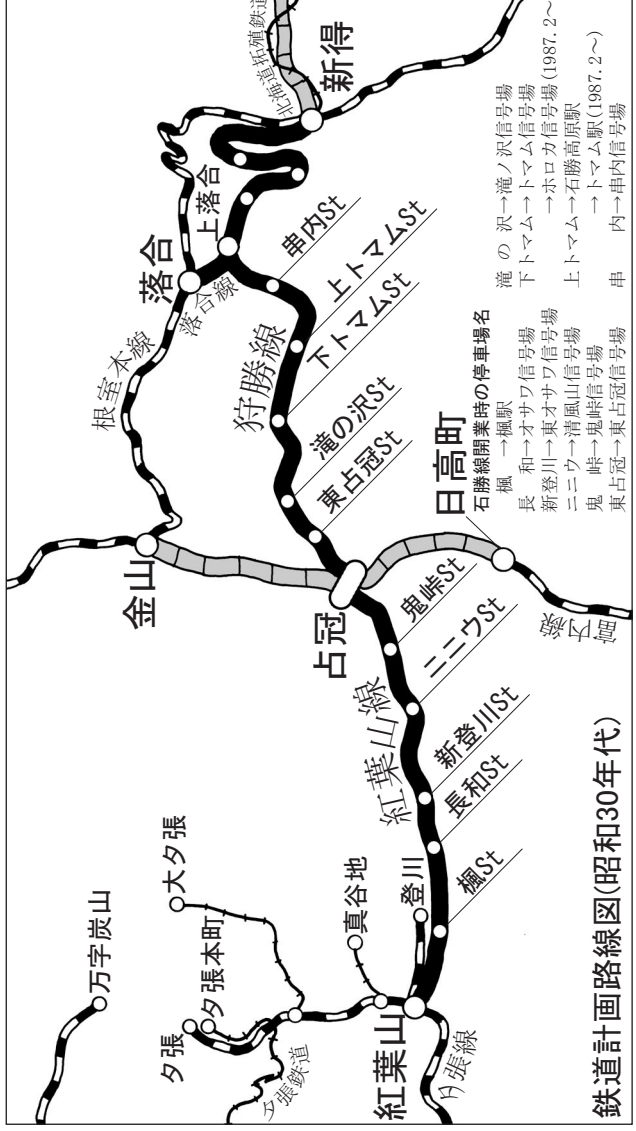 万字炭山
大夕張
夕張
夕張本町
夕張鉄道
真谷地
登川
紅葉山
夕張線
楓St
長和St
新登川St
ニニウSt
鬼峠St
紅葉山線
占冠
金山
日高町
富内線
東占冠St
滝の沢St
下トマムSt
上トマムSt
串内St
狩勝線
根室本線
落合
落合線
上落合
新得
北海道拓殖鉄道
石勝線開業時の停車場名
楓→楓駅
長 和→オサワ信号場
新登川→東オサワ信号場
ニニウ→清風山信号場
鬼 峠→鬼峠信号場
東占冠→東占冠信号場
滝 の 沢→滝ノ沢信号場
下トマム→トマム信号場
→ホロカ信号場(1987.2~)
上トマム→石勝高原駅
→トマム駅(1987.2~)
串 内→串内信号場
鉄道計画路線図(昭和30年代)